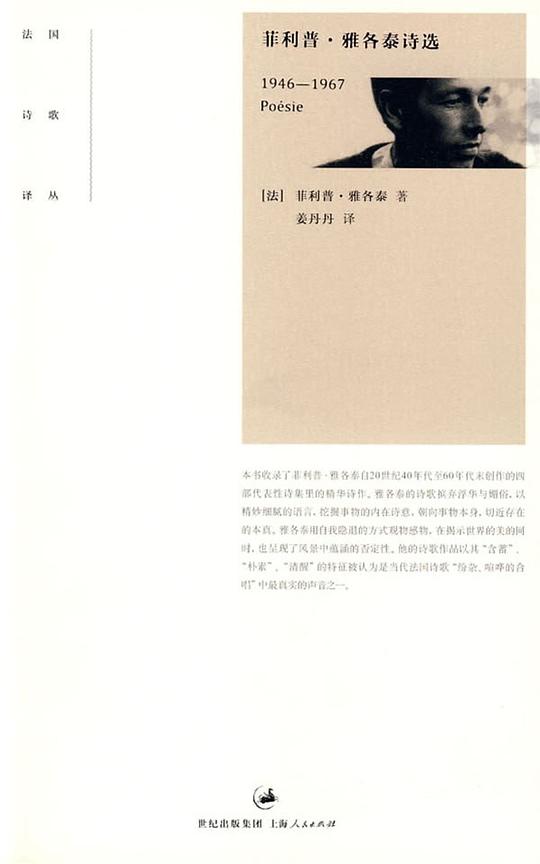 法 国
诗 歌
译 丛
菲利普·雅各泰诗选
1946—1967
Poésie
[法] 菲利普·雅各泰 著
姜丹丹 译
本书收录了菲利普·雅各泰自20世纪40年代至60年代末创作的四
部代表性诗集里的精华诗作。雅各泰的诗歌摈弃浮华与媚俗，以
精妙细腻的语言，挖掘事物的内在诗意，朝向事物本身，切近存在
的本真。雅各泰用自我隐退的方式观物感物，在揭示世界的美的同
时，也呈现了风景中蕴涵的否定性。他的诗歌作品以其“含蓄”、
“朴素”、“清醒”的特征被认为是当代法国诗歌“纷杂、喧哗的合
唱”中最真实的声音之一。
世纪出版集团 上海人民出版社